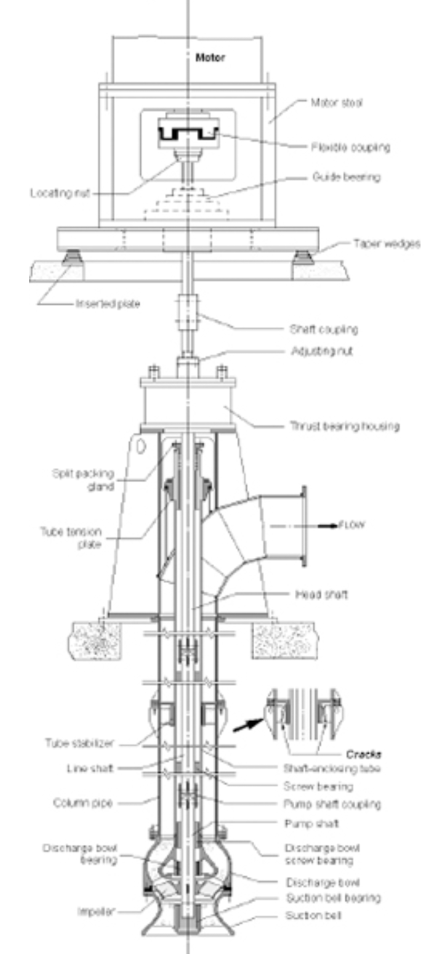 Motor
Motor stool
Flexible coupling
Guide bearing
Locating nut
Taper wedges
Inserted plate
Shaft coupling
Adjusting nut
Thrust bearing housing
Split packing
gland
Tube tension
plate
FLOW
Head shaft
Cracks
Tube stabilizer
Line shaft
Shaft-enclosing tube
Screw bearing
Column pipe
Pump shaft coupling
Pump shaft
Discharge bowl
bearing
Discharge bowl
screw bearing
Discharge bowl
Impeller
Suction bell bearing
Suction bell